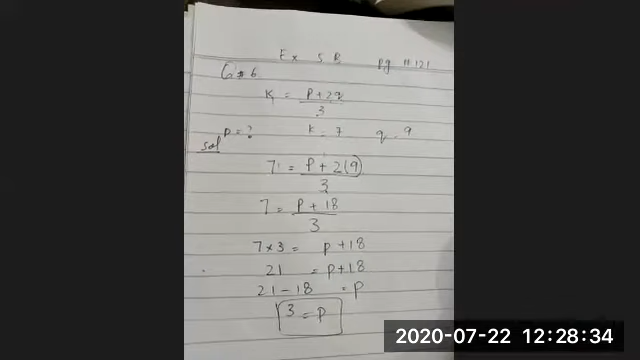 Ex 5B pg # 121
Q # 6
K = P+2q
3
P = ? K = 7 q = 9
Sol
7 = P + 2(9)
3
7 = P + 18
3
7 × 3 = P + 18
21 = P + 18
21 - 18 = P
3 = P
2020-07-22 12:28:34